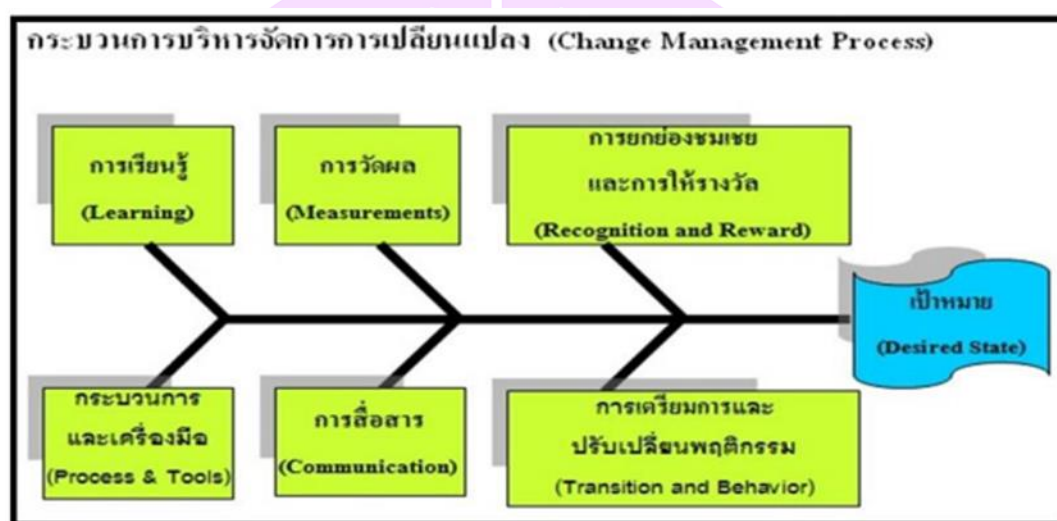 กระบวนการบริหารจัดการการเปลี่ยนแปลง (Change Management Process)
การเรียนรู้
(Learning)
การวัดผล
(Measurements)
การยกย่องชมเชย
และการให้รางวัล
(Recognition and Reward)
เป้าหมาย
(Desired State)
กระบวนการ
และเครื่องมือ
(Process & Tools)
การสื่อสาร
(Communication)
การเตรียมการและ
ปรับเปลี่ยนพฤติกรรม
(Transition and Behavior)